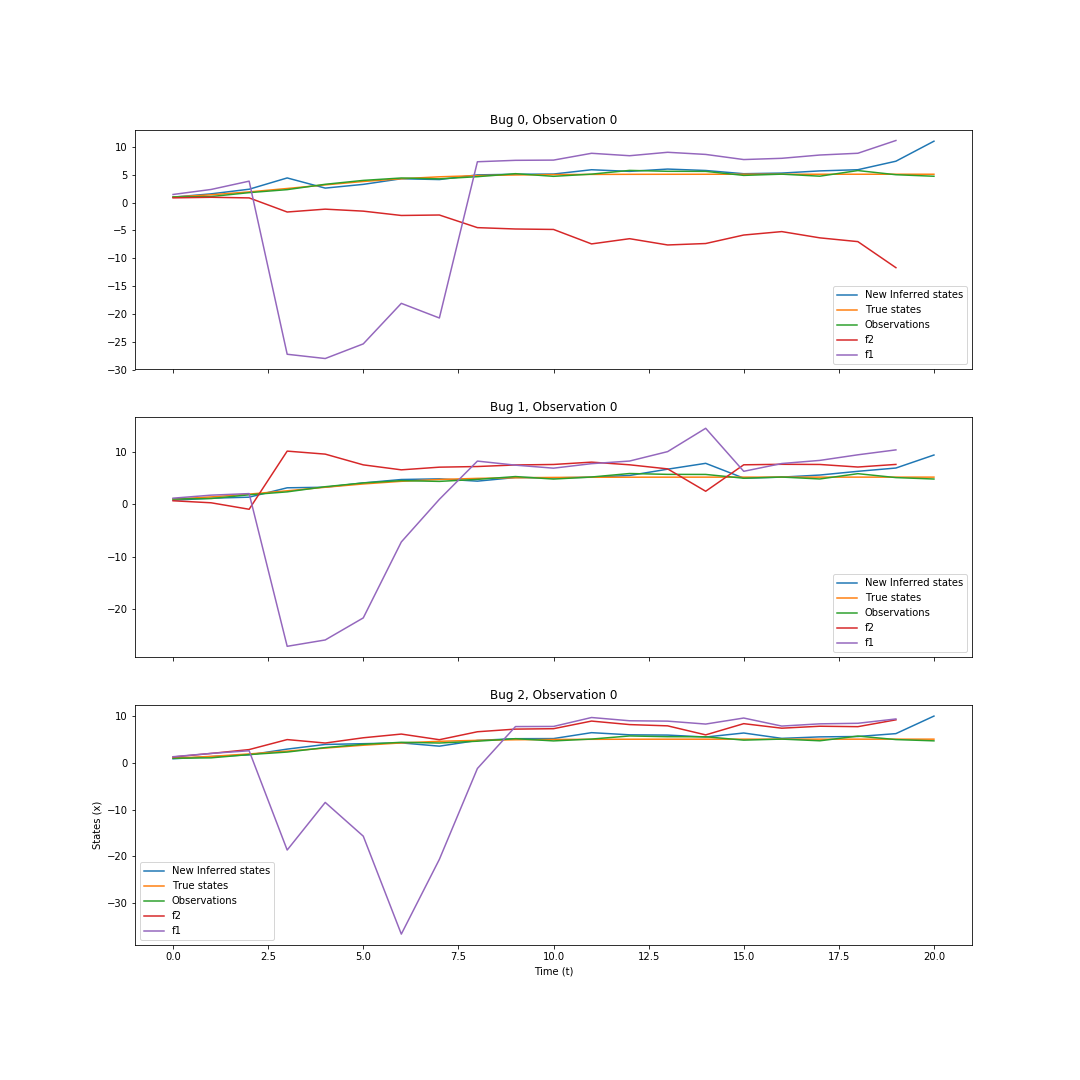 Bug 0, Observation 0
10
5
0
−5
−10
−15
−20
−25
−30
New Inferred states
True states
Observations
f2
f1
Bug 1, Observation 0
10
0
−10
−20
New Inferred states
True states
Observations
f2
f1
Bug 2, Observation 0
10
0
−10
−20
−30
States (x)
New Inferred states
True states
Observations
f2
f1
0.0 2.5 5.0 7.5 10.0 12.5 15.0 17.5 20.0
Time (t)